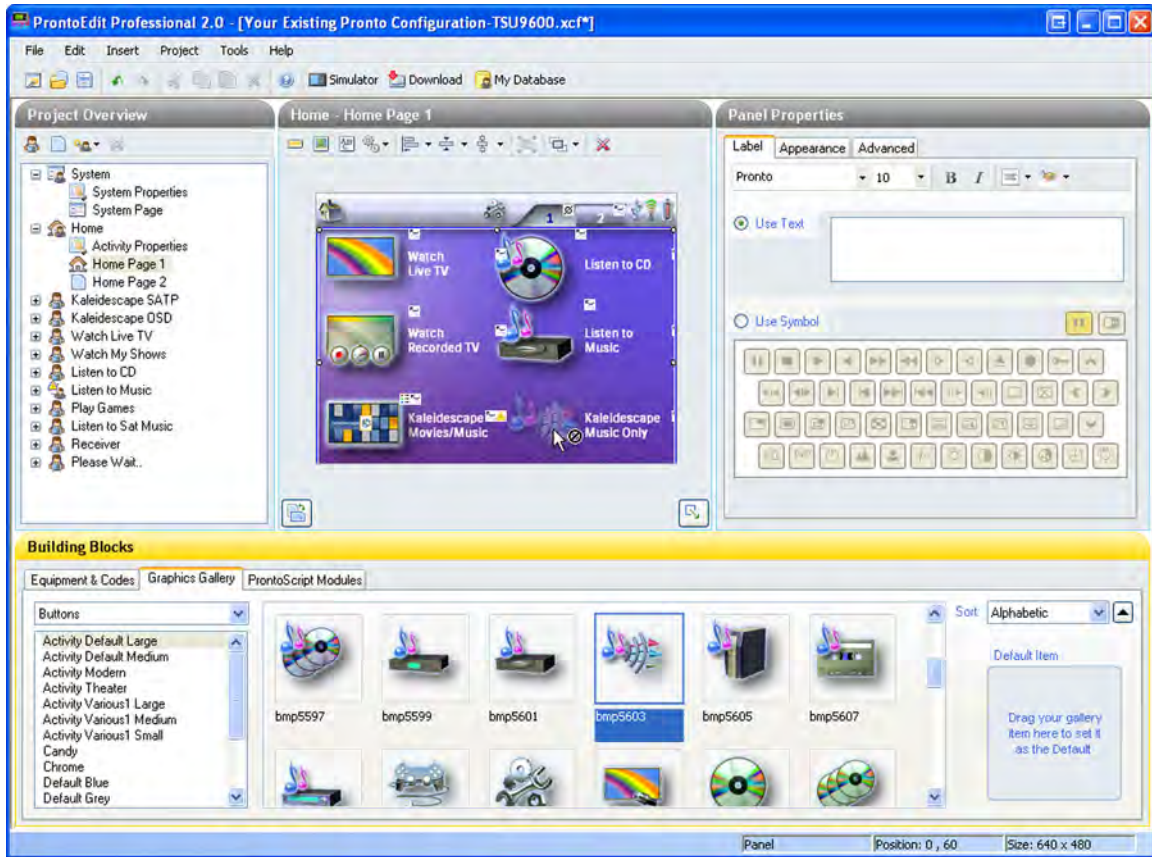 ProntoEdit Professional 2.0 - [Your Existing Pronto Configuration-TSU9600.xcf*]
File Edit Insert Project Tools Help
Simulator Download My Database
Project Overview
System
System Properties
System Page
Home
Activity Properties
Home Page 1
Home Page 2
Kaleidescape SATP
Kaleidescape OSD
Watch Live TV
Watch My Shows
Listen to CD
Listen to Music
Play Games
Listen to Sat Music
Receiver
Please Wait..
Home - Home Page 1
1 2
Watch
Live TV
Listen to CD
Watch
Recorded TV
Listen to
Music
Kaleidescape
Movies/Music
Kaleidescape
Music Only
Panel Properties
Label Appearance Advanced
Pronto 10 B I
Use Text
Use Symbol
Building Blocks
Equipment & Codes Graphics Gallery ProntoScript Modules
Buttons
Activity Default Large
Activity Default Medium
Activity Modern
Activity Theater
Activity Various1 Large
Activity Various1 Medium
Activity Various1 Small
Candy
Chrome
Default Blue
Default Grey
bmp5597 bmp5599 bmp5601 bmp5603 bmp5605 bmp5607
Sort Alphabetic
Default Item
Drag your gallery
item here to set it
as the Default
Panel Position: 0 , 60 Size: 640 x 480